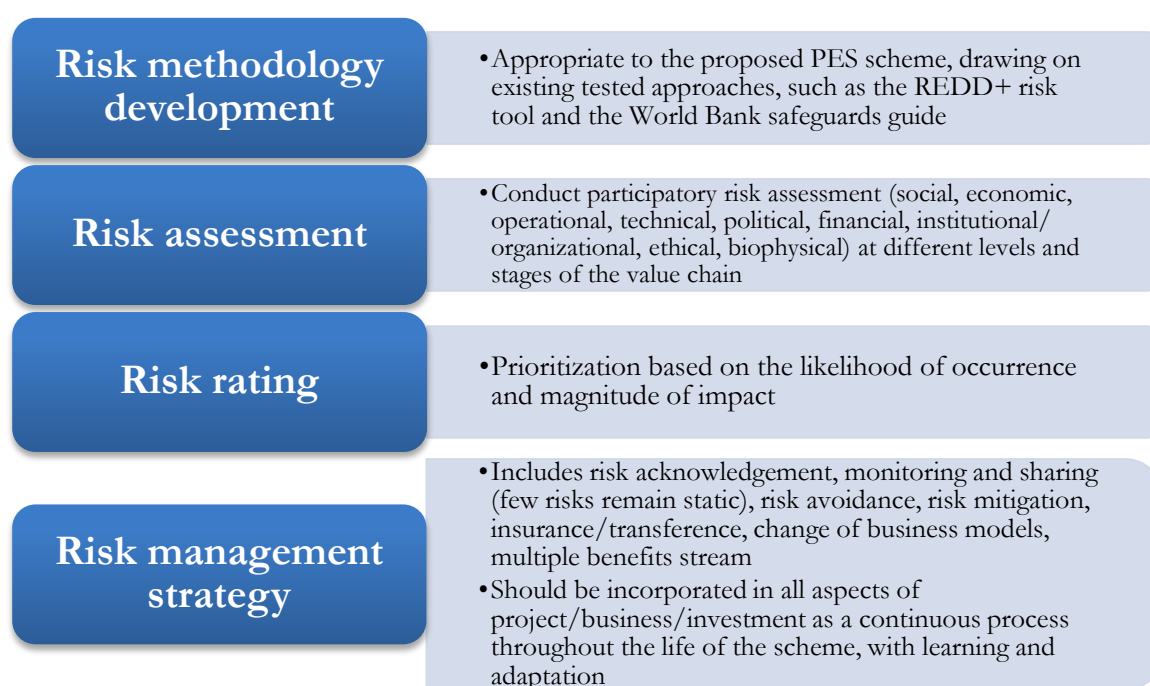 Risk methodology
development
•Appropriate to the proposed PES scheme, drawing on
existing tested approaches, such as the REDD+ risk
tool and the World Bank safeguards guide
Risk assessment
•Conduct participatory risk assessment (social, economic,
operational, technical, political, financial, institutional/
organizational, ethical, biophysical) at different levels and
stages of the value chain
Risk rating
•Prioritization based on the likelihood of occurrence
and magnitude of impact
Risk management
strategy
•Includes risk acknowledgement, monitoring and sharing
(few risks remain static), risk avoidance, risk mitigation,
insurance/transference, change of business models,
multiple benefits stream
•Should be incorporated in all aspects of
project/business/investment as a continuous process
throughout the life of the scheme, with learning and
adaptation